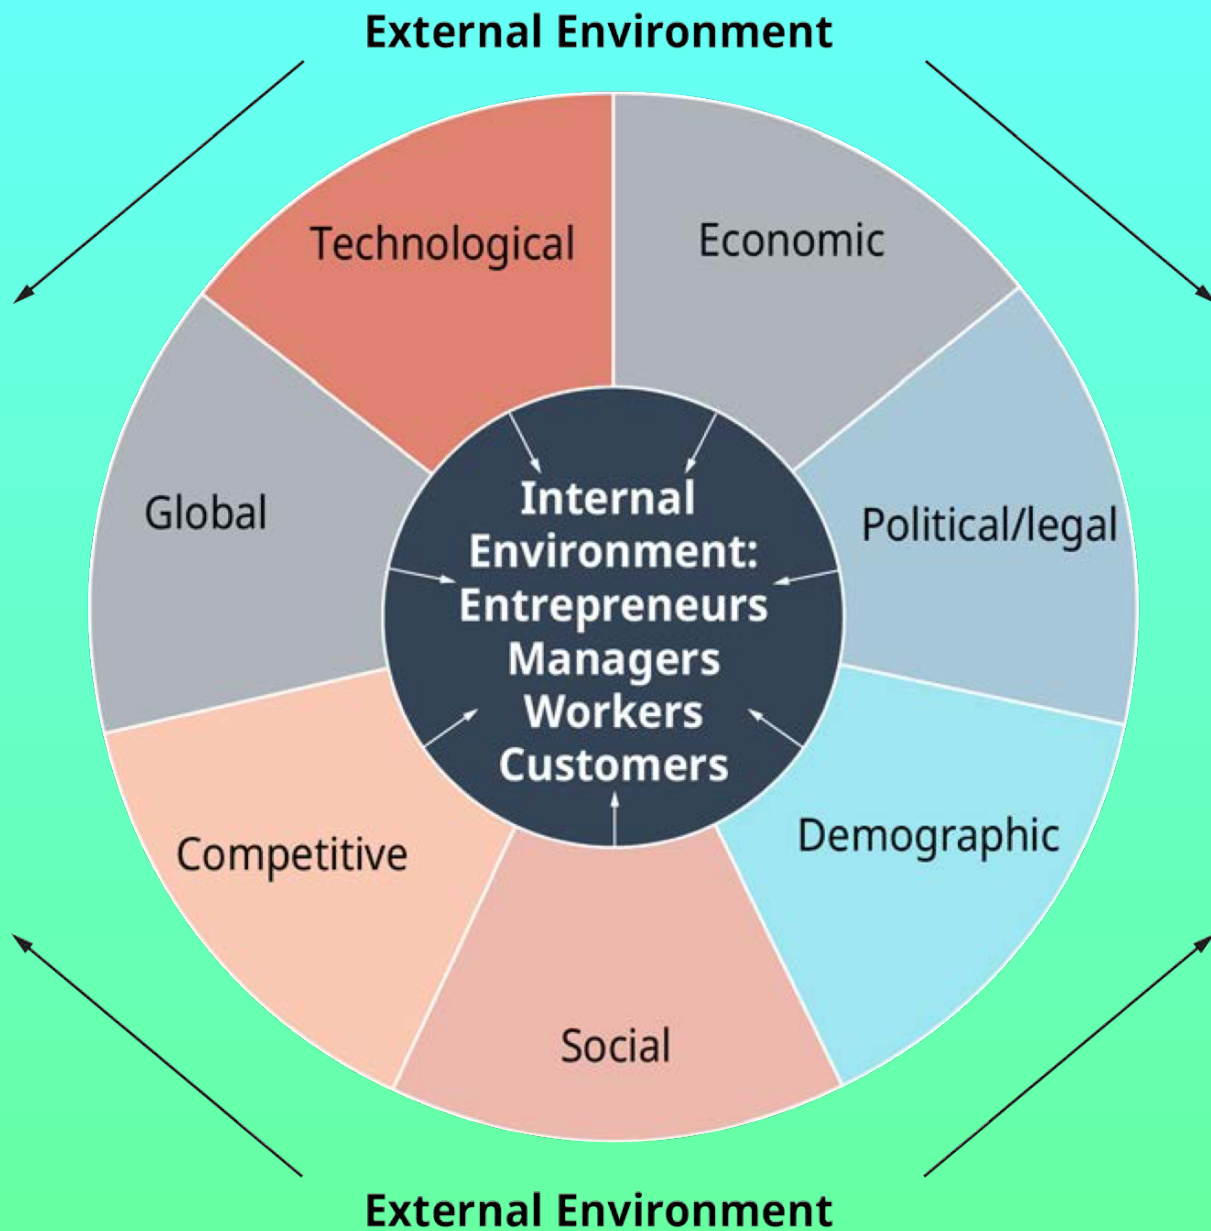 External Environment
Technological
Economic
Global
Political/legal
Internal
Environment:
Entrepreneurs
Managers
Workers
Customers
Competitive
Demographic
Social
External Environment